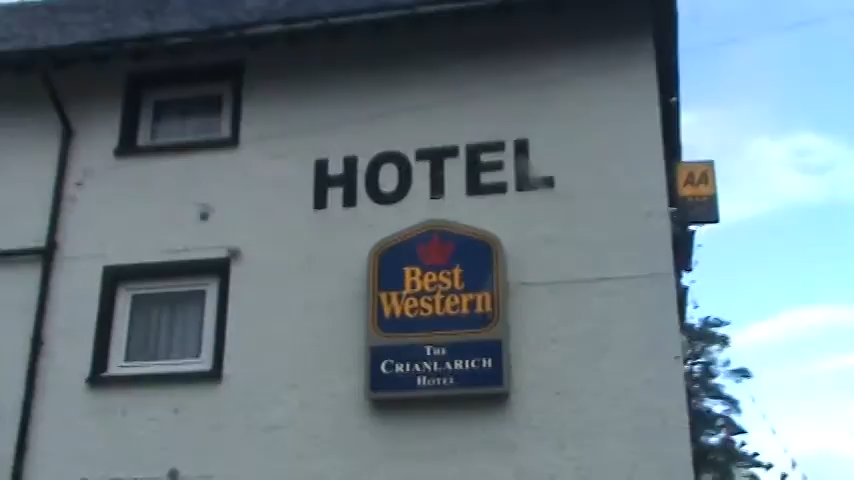 HOTEL
AA
Best
Western
THE
CRIANLARICH
HOTEL